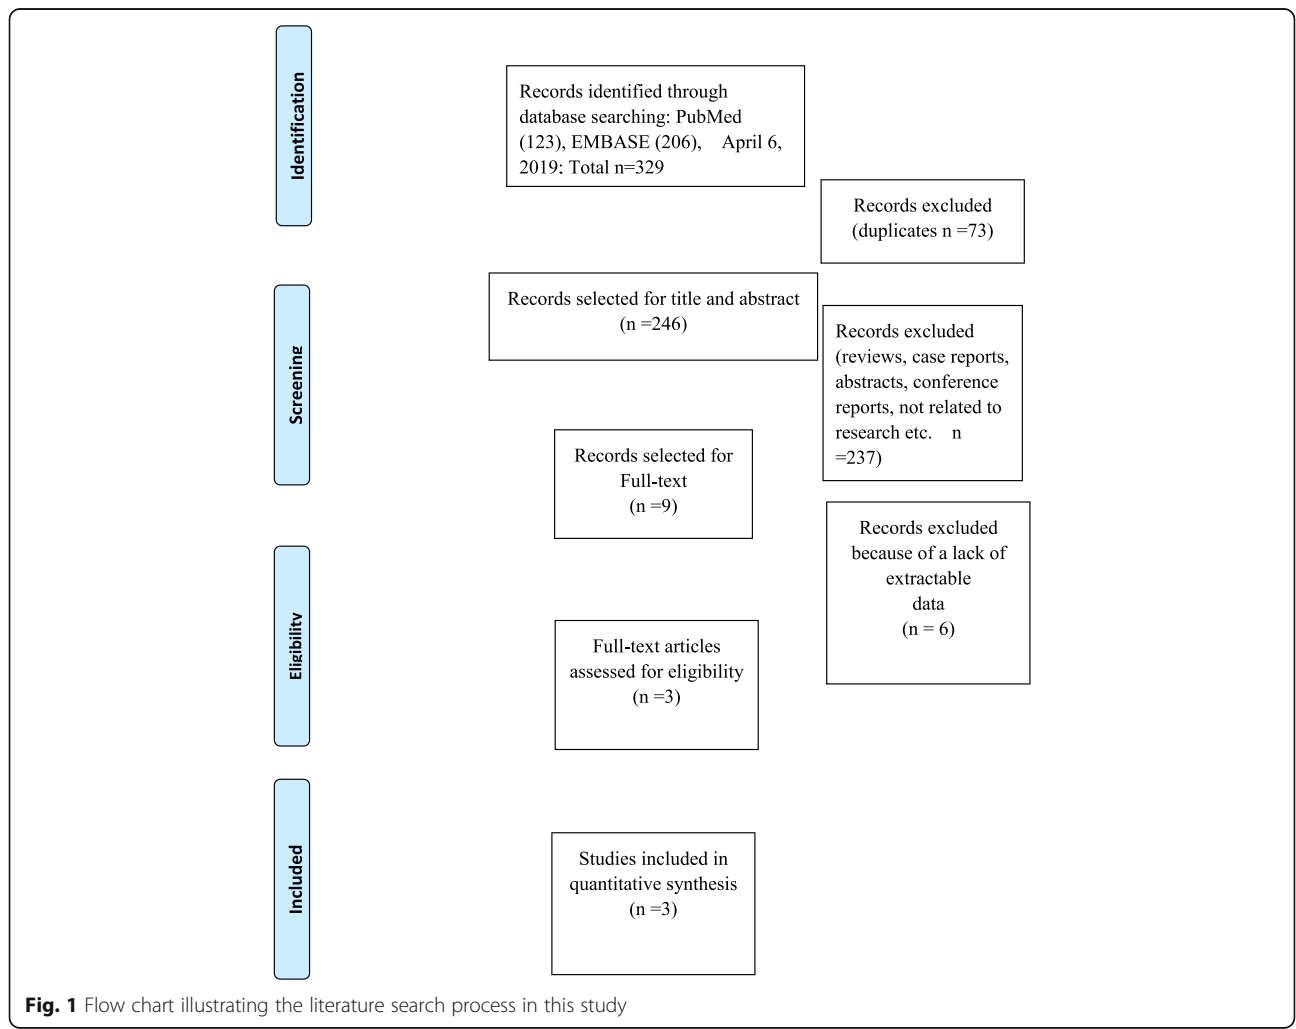 Identification
Records identified through
database searching: PubMed
(123), EMBASE (206), April 6,
2019: Total n=329
Records excluded
(duplicates n =73)
Screening
Records selected for title and abstract
(n =246)
Records excluded
(reviews, case reports,
abstracts, conference
reports, not related to
research etc. n
=237)
Records selected for
Full-text
(n =9)
Records excluded
because of a lack of
extractable
data
(n = 6)
Eligibility
Full-text articles
assessed for eligibility
(n =3)
Included
Studies included in
quantitative synthesis
(n =3)
Fig. 1 Flow chart illustrating the literature search process in this study